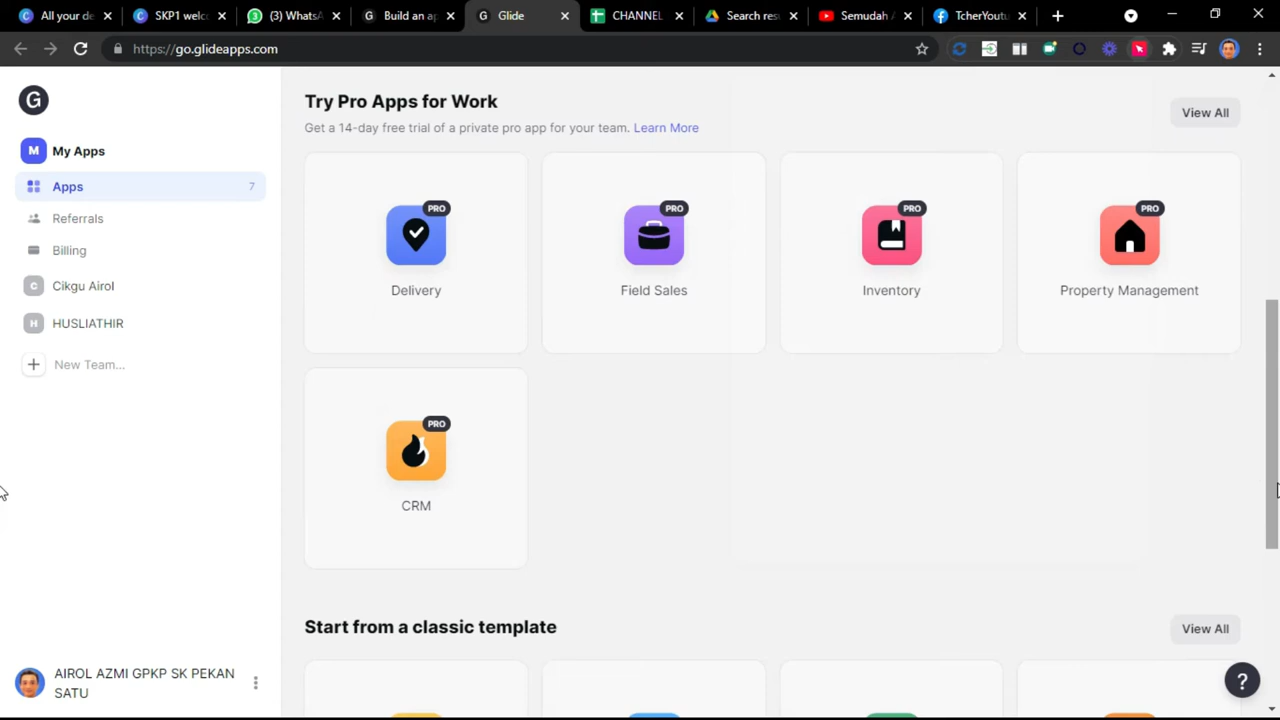 All your de
SKP1 welc
(3) WhatsA
Build an ap
Glide
CHANNEL
Search res
Semudah A
TcherYoutu
https://go.glideapps.com
G
M My Apps
Apps 7
Referrals
Billing
C Cikgu Airol
H HUSLIATHIR
New Team...
AIROL AZMI GPKP SK PEKAN
SATU
Try Pro Apps for Work
View All
Get a 14-day free trial of a private pro app for your team. Learn More
PRO
PRO
PRO
PRO
Delivery
Field Sales
Inventory
Property Management
PRO
CRM
Start from a classic template
View All
?